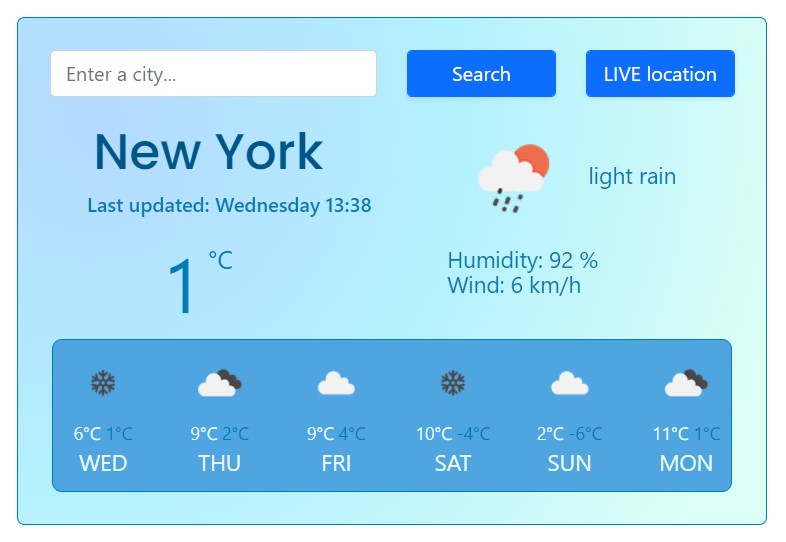 Enter a city...
Search
LIVE location
New York
Last updated: Wednesday 13:38
light rain
1 °C
Humidity: 92 %
Wind: 6 km/h
6°C 1°C
9°C 2°C
9°C 4°C
10°C -4°C
2°C -6°C
11°C 1°C
WED
THU
FRI
SAT
SUN
MON